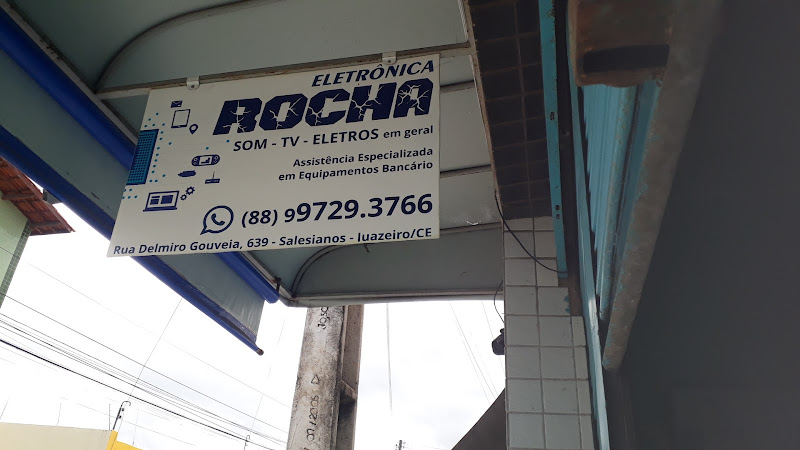 ELETRÔNICA
ROCHA
SOM - TV - ELETROS em geral
Assistência Especializada
em Equipamentos Bancário
(88) 99729.3766
Rua Delmiro Gouveia, 639 - Salesianos - Juazeiro/CE